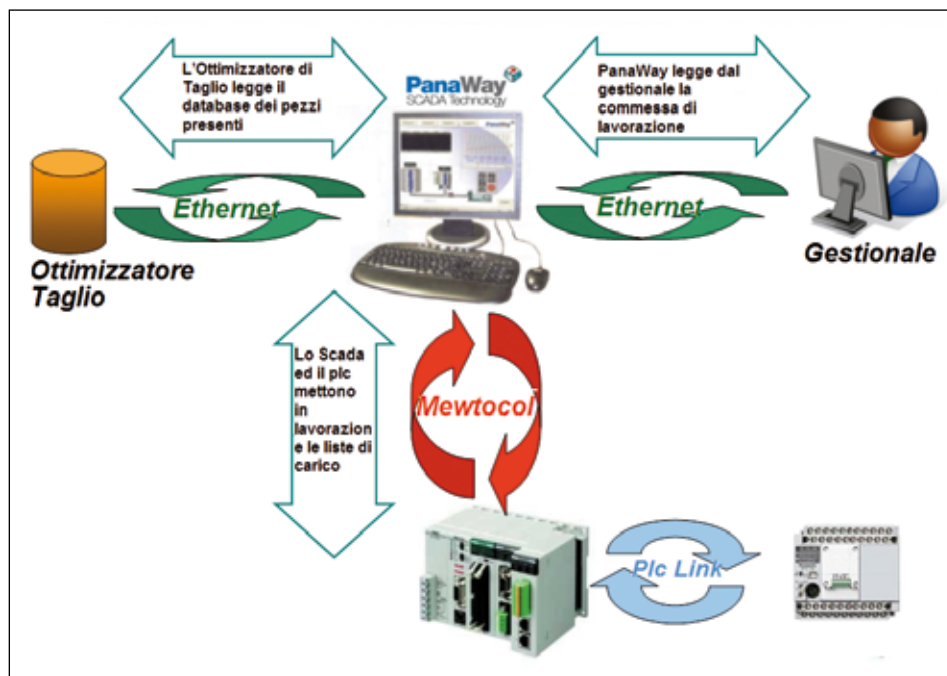 L'Ottimizzatore di
Taglio legge il
database dei pezzi
presenti
PanaWay
SCADA Technology
PanaWay legge dal
gestionale la
commessa di
lavorazione
Ethernet
Ethernet
Ottimizzatore
Taglio
Gestionale
Lo Scada
ed il plc
mettono
in
lavorazion
e le liste di
carico
Mewtocol
Plc Link